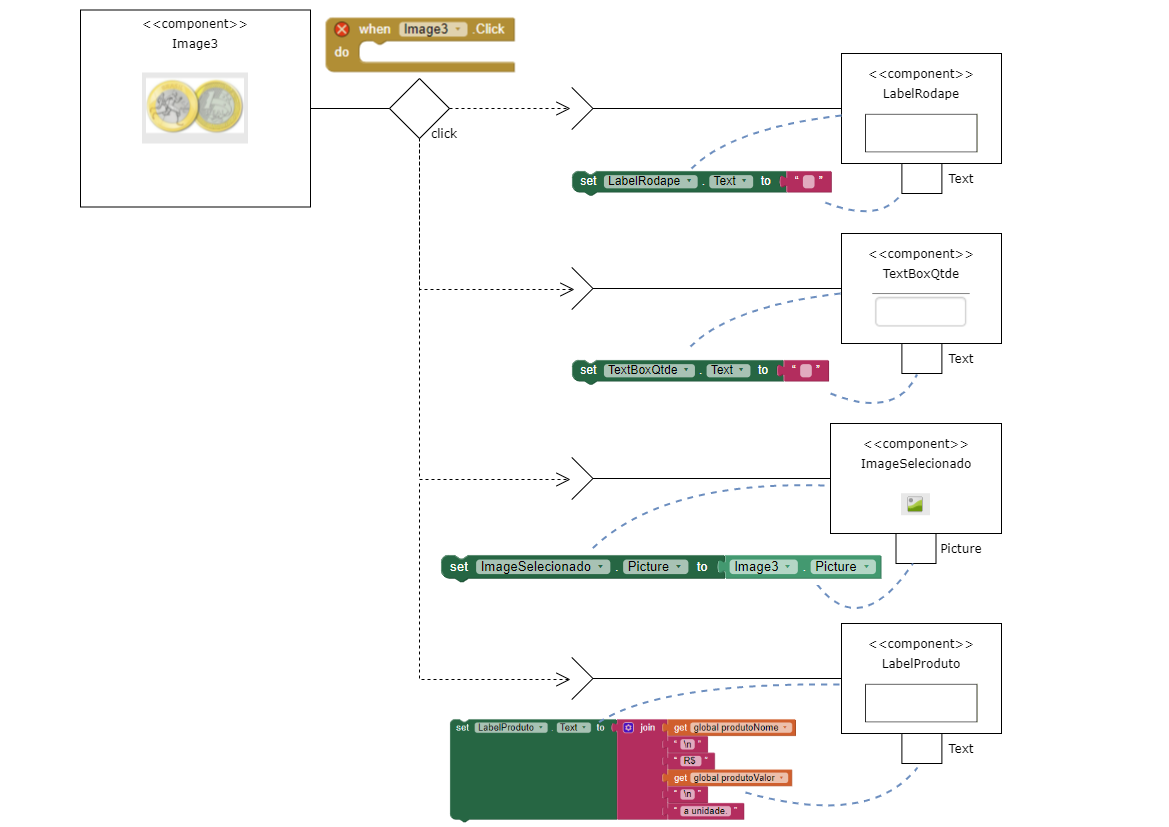 <<component>>
Image3
when Image3 .Click
do
click
<<component>>
LabelRodape
Text
set LabelRodape . Text to " "
<<component>>
TextBoxQtde
Text
set TextBoxQtde . Text to " "
<<component>>
ImageSelecionado
Picture
set ImageSelecionado . Picture to Image3 . Picture
<<component>>
LabelProduto
Text
set LabelProduto . Text to join get global produtoNome
" \n "
" R$ "
get global produtoValor
" \n "
" a unidade. "